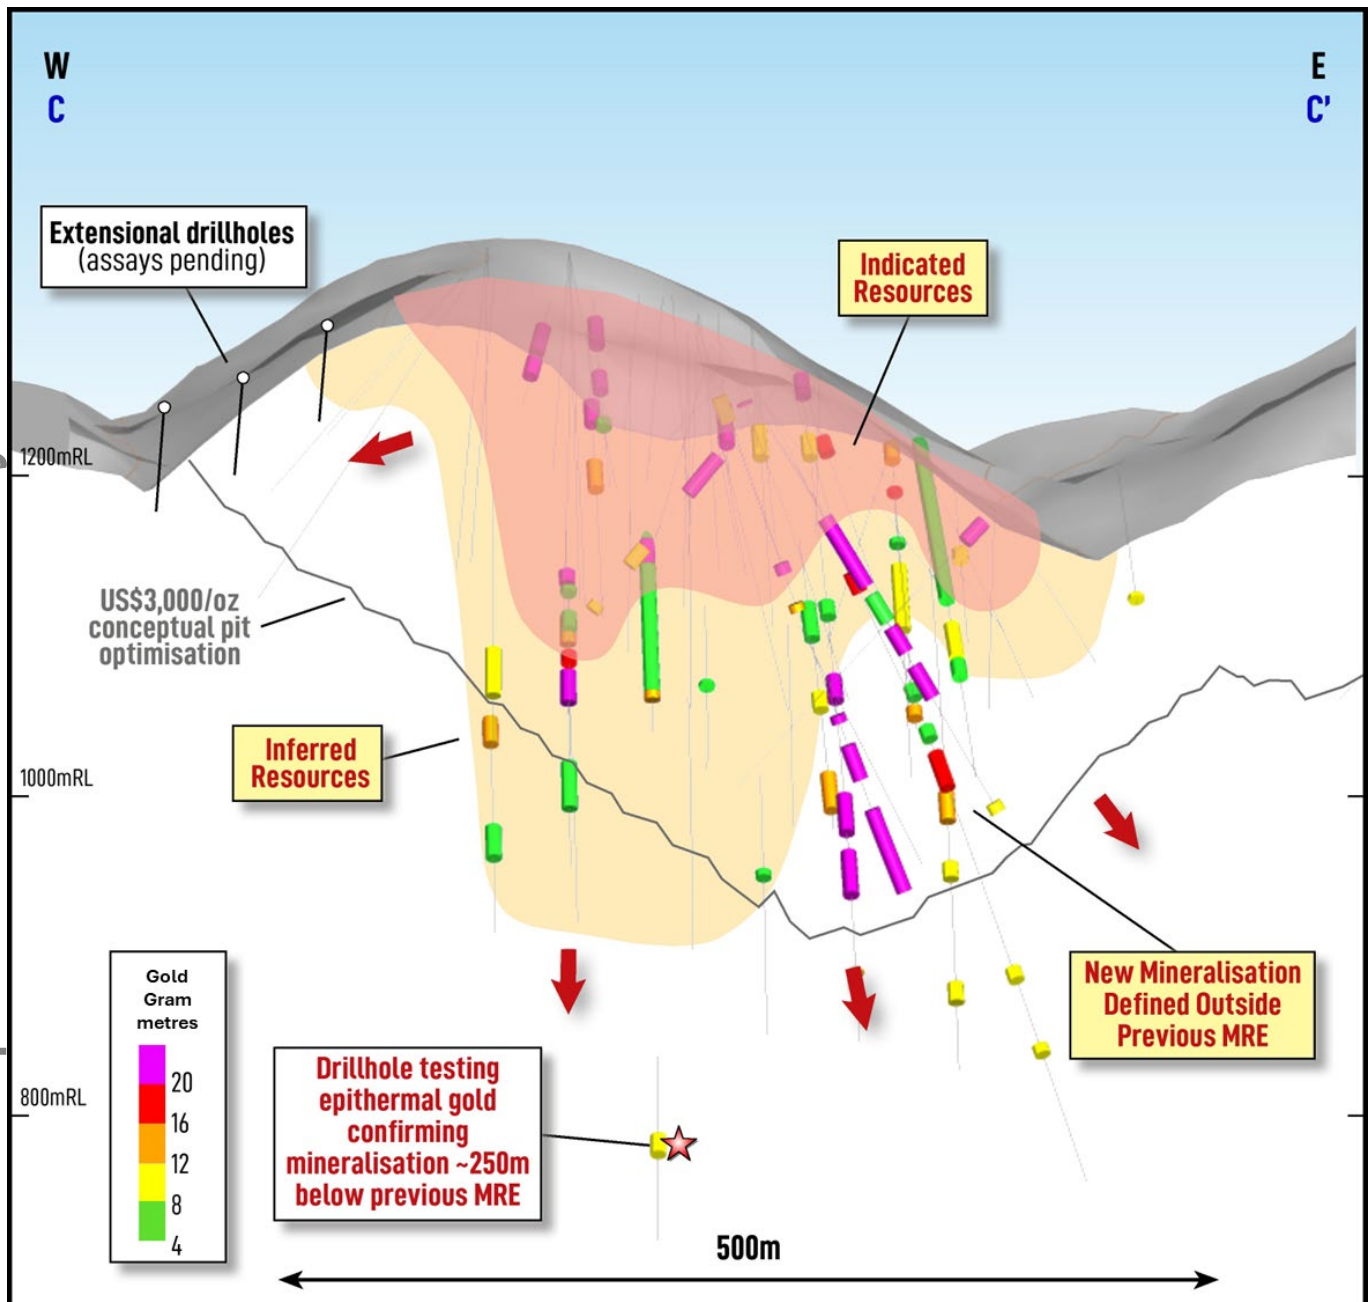 W
C
E
C'
Extensional drillholes
(assays pending)
Indicated
Resources
1200mRL
US$3,000/oz
conceptual pit
optimisation
Inferred
Resources
1000mRL
New Mineralisation
Defined Outside
Previous MRE
Gold
Gram
metres
20
16
12
8
4
800mRL
Drillhole testing
epithermal gold
confirming
mineralisation ~250m
below previous MRE
500m